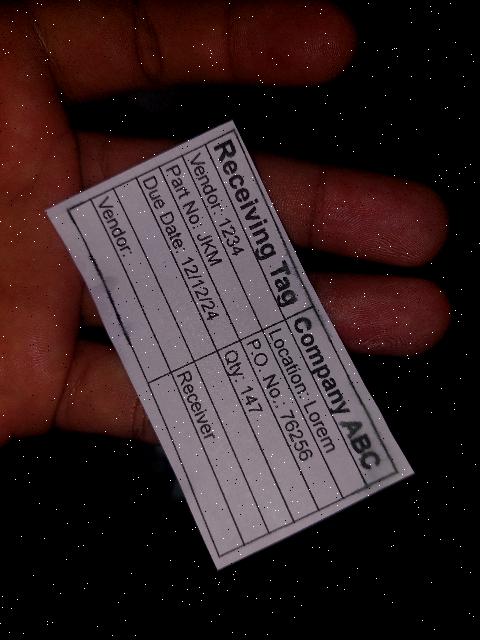 Receiving Tag Company ABC
Vendor: 1234 Location: Lorem
Part No: JKM P.O. No.: 76256
Due Date: 12/12/24 Qty: 147
Vendor: Receiver